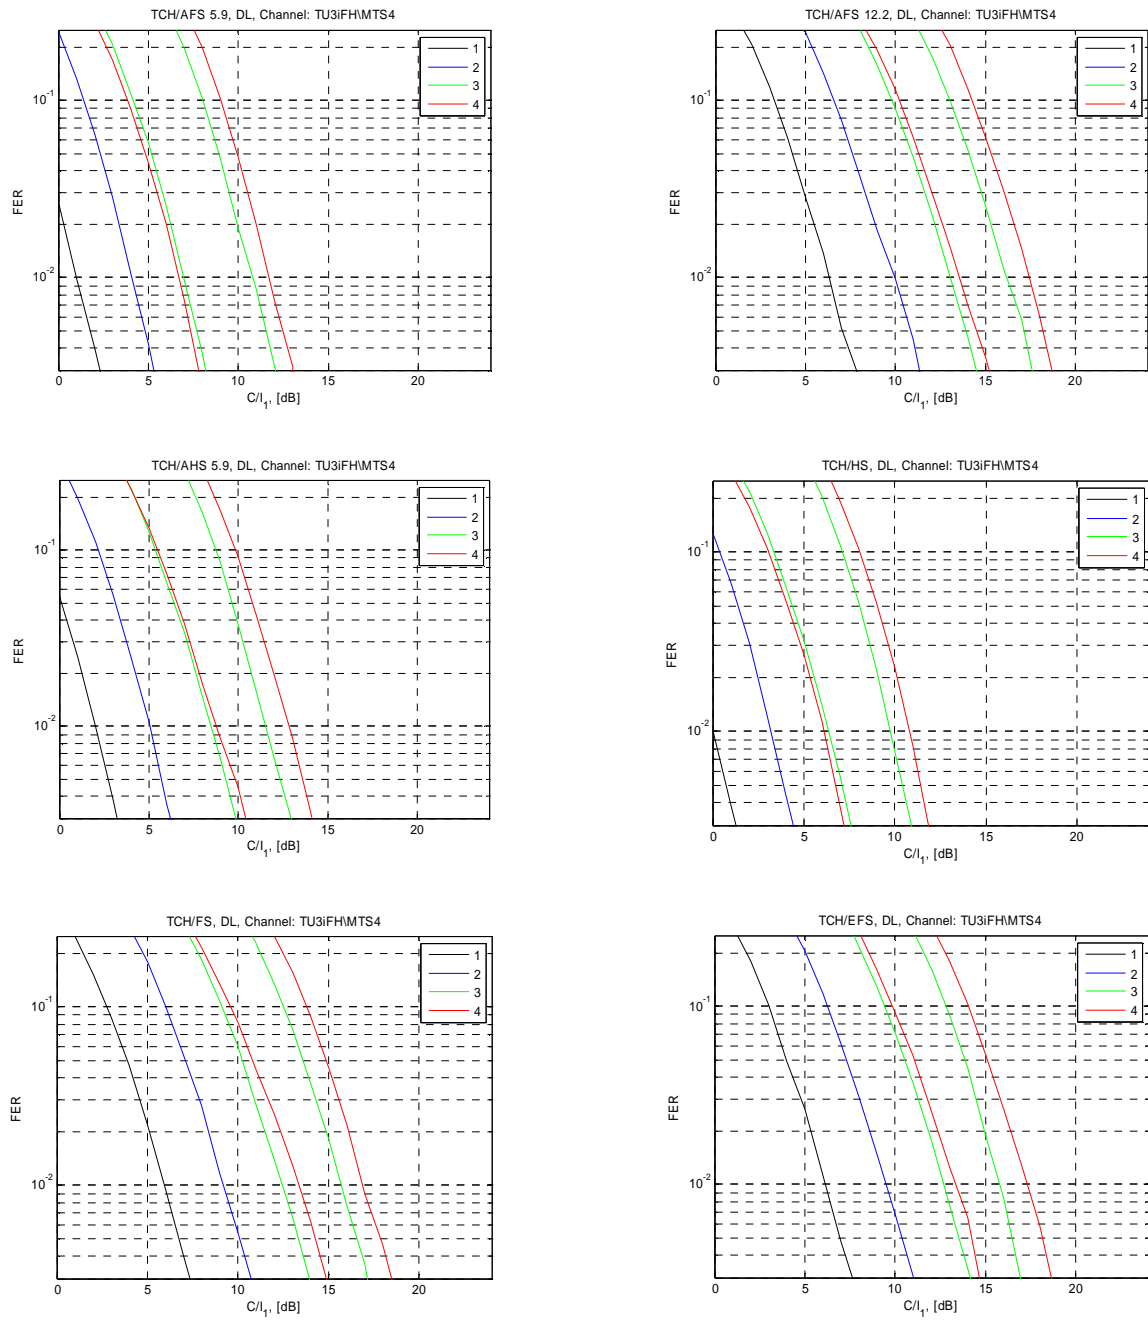 TCH/AFS 5.9, DL, Channel: TU3iFH\MTS4
FER
10^-1
10^-2
0 5 10 15 20
C/I_1, [dB]
1
2
3
4
TCH/AFS 12.2, DL, Channel: TU3iFH\MTS4
FER
10^-1
10^-2
0 5 10 15 20
C/I_1, [dB]
1
2
3
4
TCH/AHS 5.9, DL, Channel: TU3iFH\MTS4
FER
10^-1
10^-2
0 5 10 15 20
C/I_1, [dB]
1
2
3
4
TCH/HS, DL, Channel: TU3iFH\MTS4
FER
10^-1
10^-2
0 5 10 15 20
C/I_1, [dB]
1
2
3
4
TCH/FS, DL, Channel: TU3iFH\MTS4
FER
10^-1
10^-2
0 5 10 15 20
C/I_1, [dB]
1
2
3
4
TCH/EFS, DL, Channel: TU3iFH\MTS4
FER
10^-1
10^-2
0 5 10 15 20
C/I_1, [dB]
1
2
3
4